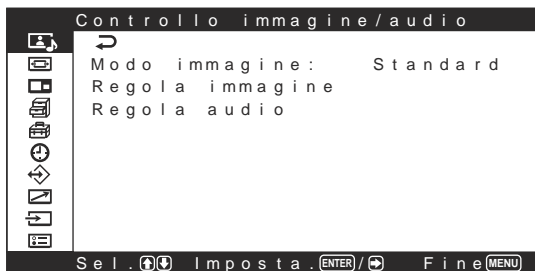 Controllo immagine/audio
Modo immagine: Standard
Regola immagine
Regola audio
Sel. Imposta. ENTER / Fine MENU